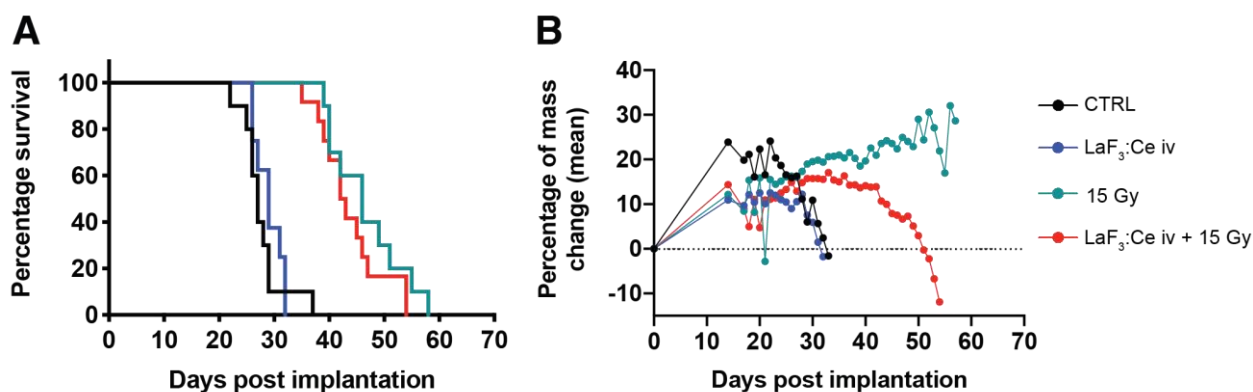 A
Percentage survival
100
80
60
40
20
0
0 10 20 30 40 50 60 70
Days post implantation
B
Percentage of mass
change (mean)
40
30
20
10
0
-10
0 10 20 30 40 50 60 70
Days post implantation
CTRL
LaF₃:Ce iv
15 Gy
LaF₃:Ce iv + 15 Gy